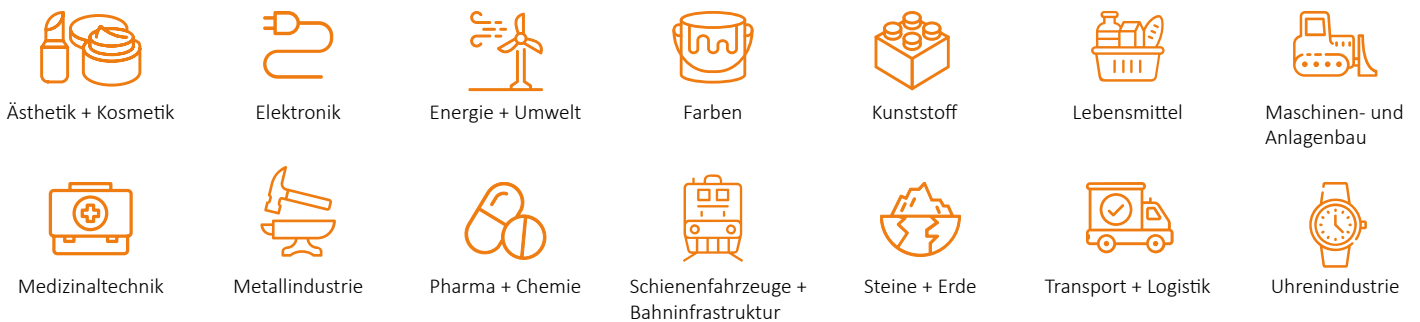 Ästhetik + Kosmetik
Elektronik
Energie + Umwelt
Farben
Kunststoff
Lebensmittel
Maschinen- und
Anlagenbau
Medizinaltechnik
Metallindustrie
Pharma + Chemie
Schienenfahrzeuge +
Bahninfrastruktur
Steine + Erde
Transport + Logistik
Uhrenindustrie